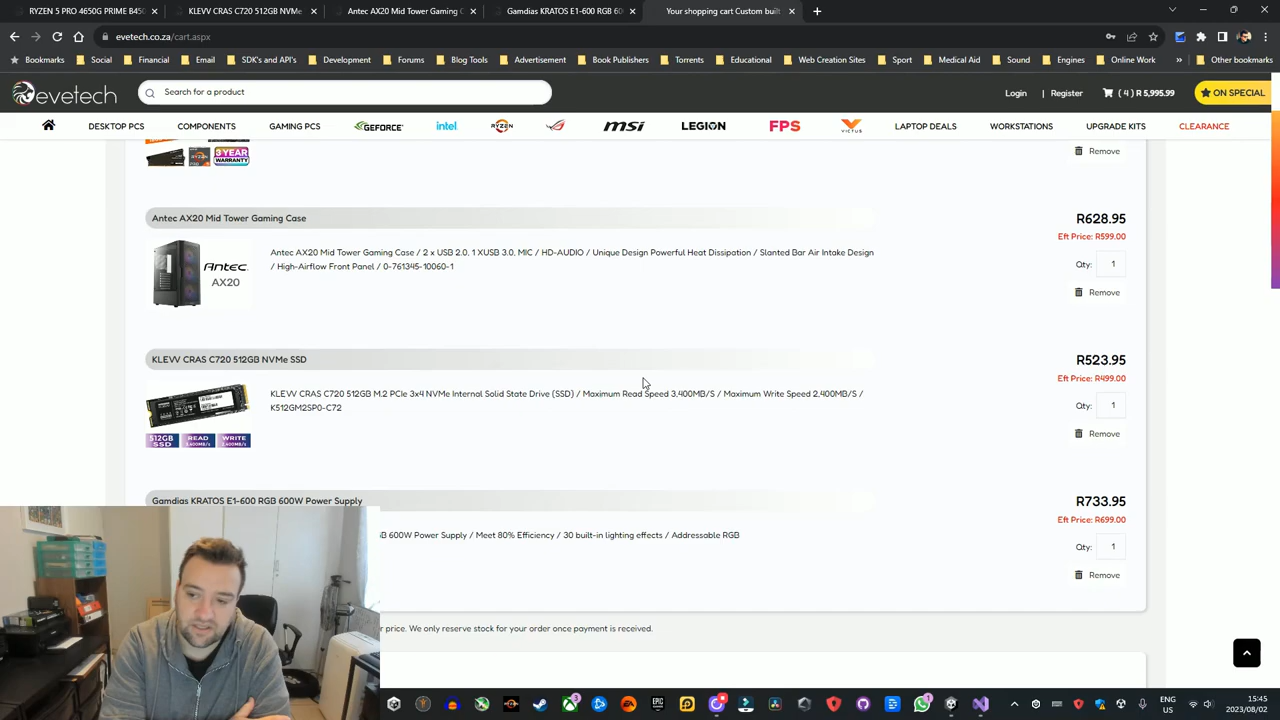 RYZEN 5 PRO 4650G PRIME B450
KLEVV CRAS C720 512GB NVMe
Antec AX20 Mid Tower Gaming C
Gamdias KRATOS E1-600 RGB 60
Your shopping cart Custom built
evetech.co.za/cart.aspx
Bookmarks
Social
Financial
Email
SDK's and API's
Development
Forums
Blog Tools
Advertisement
Book Publishers
Torrents
Educational
Web Creation Sites
Sport
Medical Aid
Sound
Engines
Online Work
»
Other bookmarks
evetech
Search for a product
Login | Register
( 4 ) R 5,995.99
ON SPECIAL
DESKTOP PCS
COMPONENTS
GAMING PCS
GEFORCE
intel
RYZEN
msi
LEGION
FPS
VICTUS
LAPTOP DEALS
WORKSTATIONS
UPGRADE KITS
CLEARANCE
3 YEAR
WARRANTY
Remove
Antec AX20 Mid Tower Gaming Case
R628.95
Eft Price: R599.00
Antec AX20 Mid Tower Gaming Case / 2 x USB 2.0. 1 XUSB 3.0. MIC / HD-AUDIO / Unique Design Powerful Heat Dissipation / Slanted Bar Air Intake Design
/ High-Airflow Front Panel / 0-761345-10060-1
ANTEC
AX20
Qty: 1
Remove
KLEVV CRAS C720 512GB NVMe SSD
R523.95
Eft Price: R499.00
KLEVV CRAS C720 512GB M.2 PCIe 3x4 NVMe Internal Solid State Drive (SSD) / Maximum Read Speed 3,400MB/S / Maximum Write Speed 2,400MB/S /
K512GM2SP0-C72
512GB
SSD
READ
3,400MB/s
WRITE
2,400MB/s
Qty: 1
Remove
Gamdias KRATOS E1-600 RGB 600W Power Supply
R733.95
Eft Price: R699.00
B 600W Power Supply / Meet 80% Efficiency / 30 built-in lighting effects / Addressable RGB
Qty: 1
Remove
r price. We only reserve stock for your order once payment is received.
EPIC
3
1
ENG
US
15:45
2023/08/02